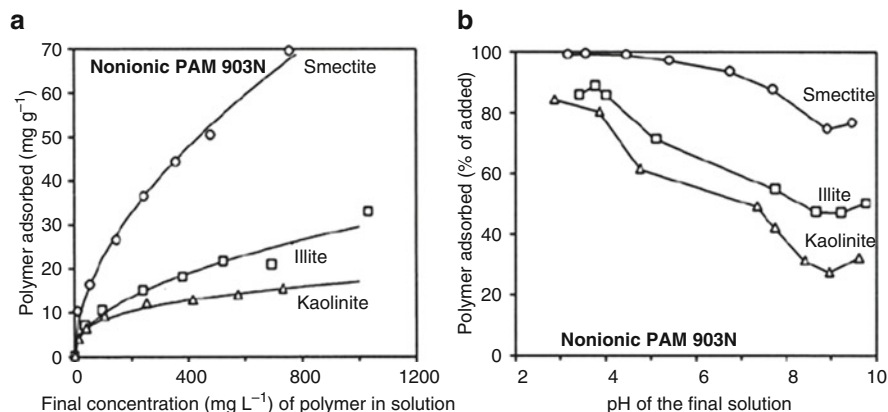 a
70
60
50
40
30
20
10
0
Polymer adsorbed (mg g⁻¹)
Nonionic PAM 903N
Smectite
Illite
Kaolinite
0 400 800 1200
Final concentration (mg L⁻¹) of polymer in solution
b
100
80
60
40
20
0
Polymer adsorbed (% of added)
Smectite
Illite
Kaolinite
Nonionic PAM 903N
2 4 6 8 10
pH of the final solution